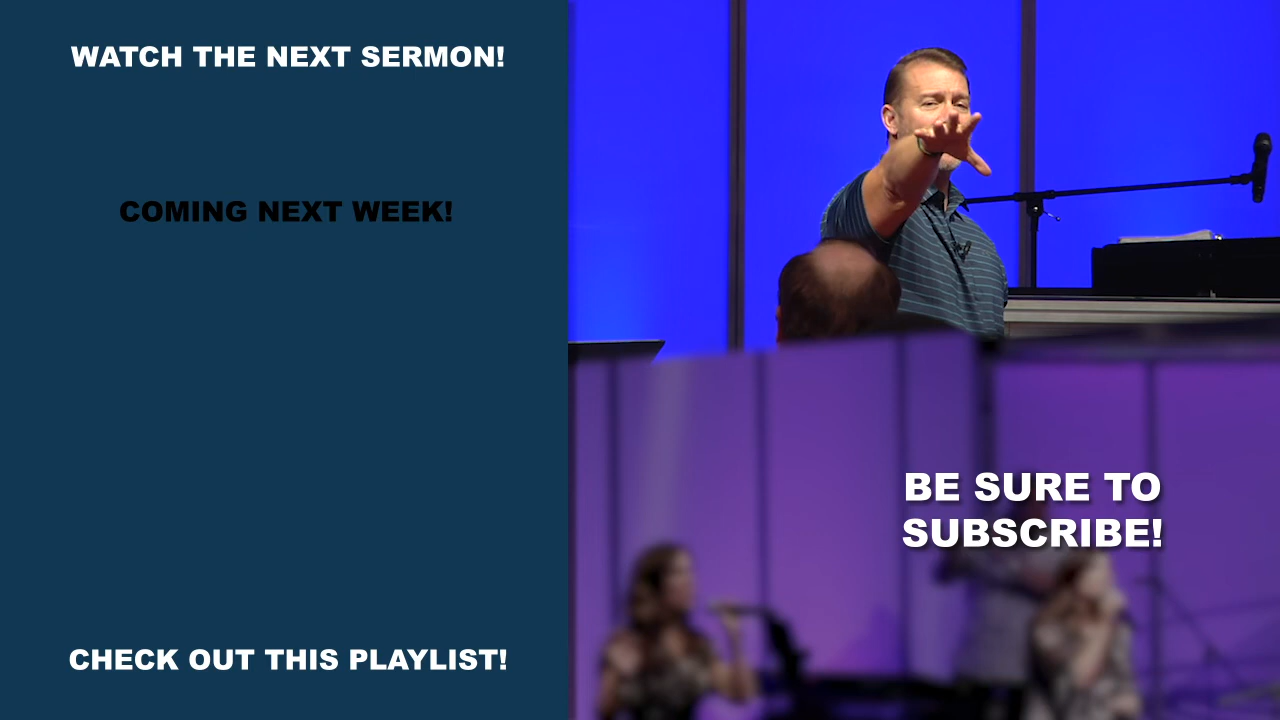 WATCH THE NEXT SERMON!
COMING NEXT WEEK!
BE SURE TO
SUBSCRIBE!
CHECK OUT THIS PLAYLIST!